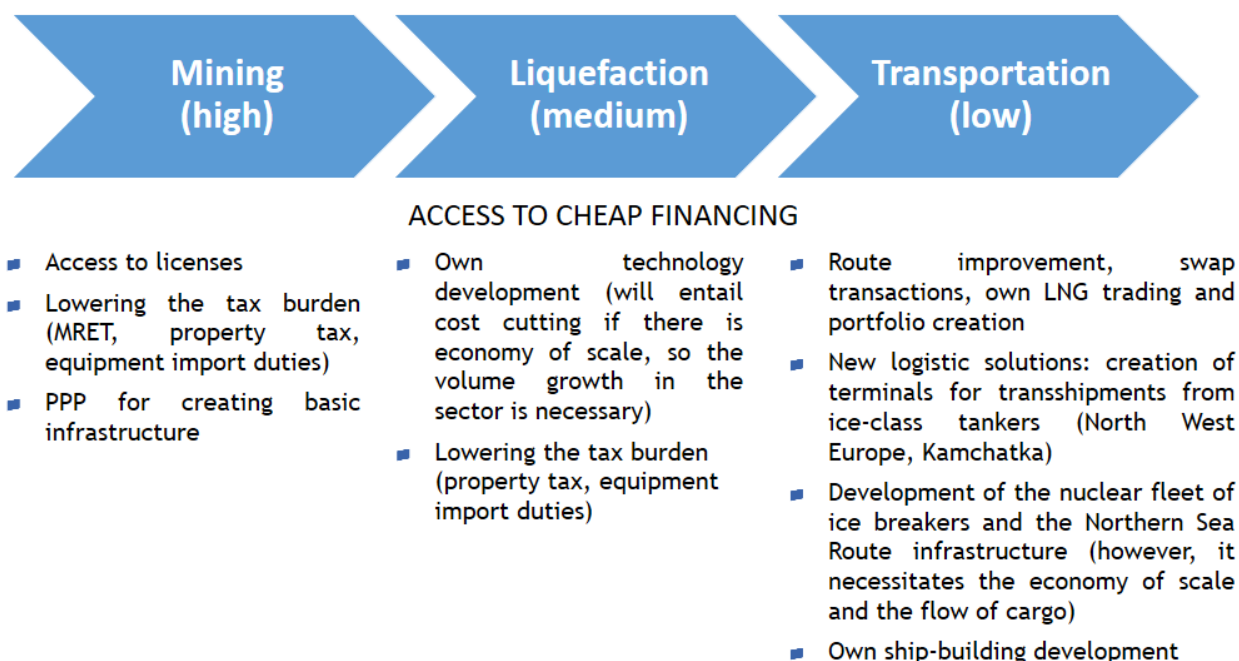 Mining
(high)
Liquefaction
(medium)
Transportation
(low)
ACCESS TO CHEAP FINANCING
Access to licenses
Lowering the tax burden
(MRET, property tax,
equipment import duties)
PPP for creating basic
infrastructure
Own technology
development (will entail
cost cutting if there is
economy of scale, so the
volume growth in the
sector is necessary)
Lowering the tax burden
(property tax, equipment
import duties)
Route improvement, swap
transactions, own LNG trading and
portfolio creation
New logistic solutions: creation of
terminals for transshipments from
ice-class tankers (North West
Europe, Kamchatka)
Development of the nuclear fleet of
ice breakers and the Northern Sea
Route infrastructure (however, it
necessitates the economy of scale
and the flow of cargo)
Own ship-building development